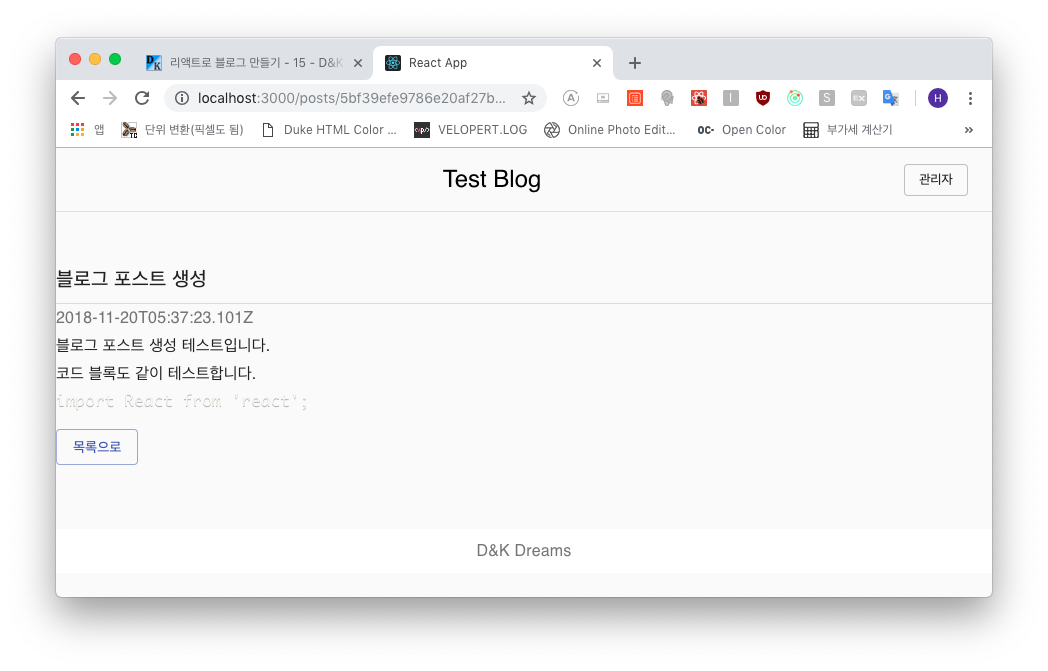 리액트로 블로그 만들기 - 15 - D&K
React App
localhost:3000/posts/5bf39efe9786e20af27b...
앱
단위 변환(픽셀도 됨)
Duke HTML Color ...
VELOPERT.LOG
Online Photo Edit...
OC- Open Color
부가세 계산기
»
Test Blog
관리자
블로그 포스트 생성
2018-11-20T05:37:23.101Z
블로그 포스트 생성 테스트입니다.
코드 블록도 같이 테스트합니다.
import React from 'react';
목록으로
D&K Dreams